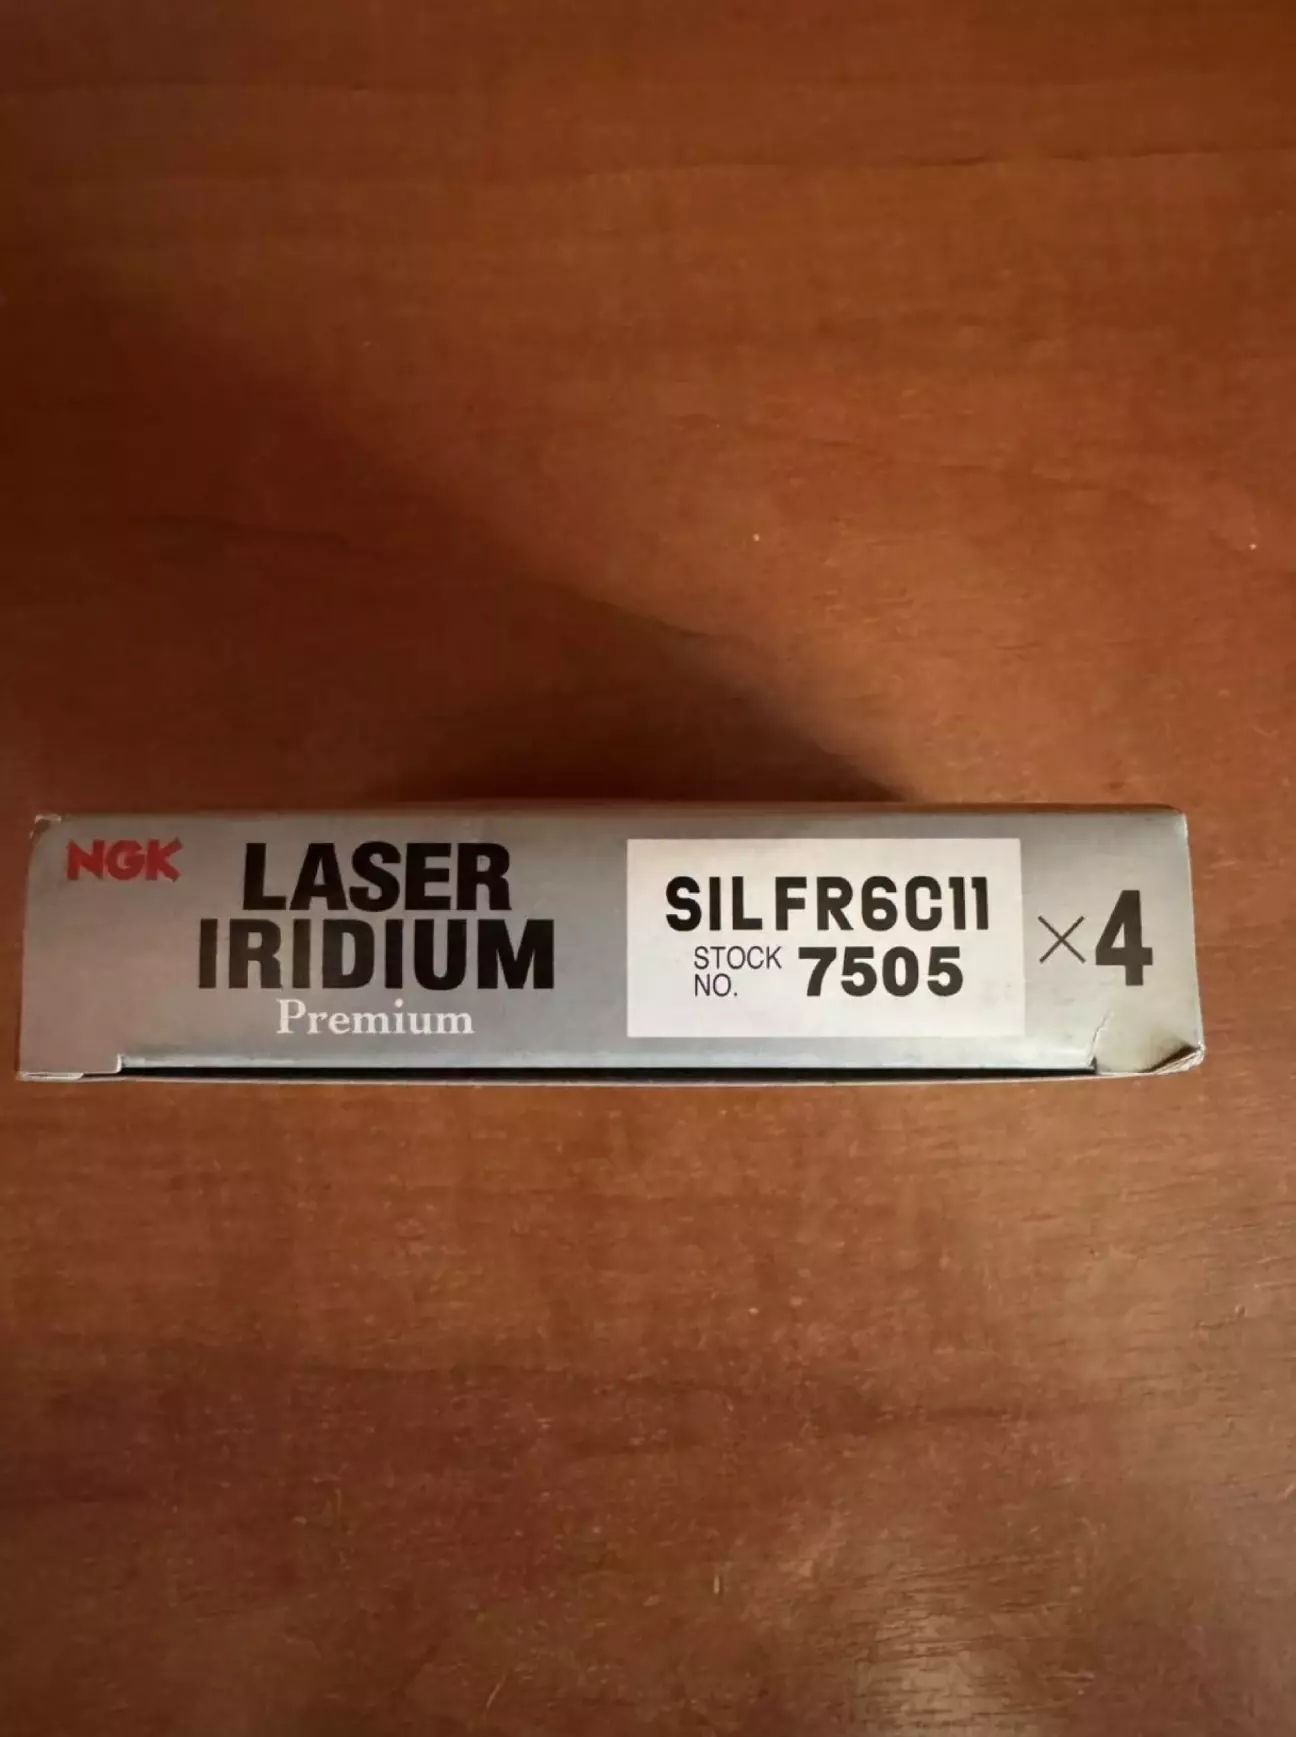 NGK
LASER
IRIDIUM
Premium
SILFR6C11
STOCK
NO. 7505
×4